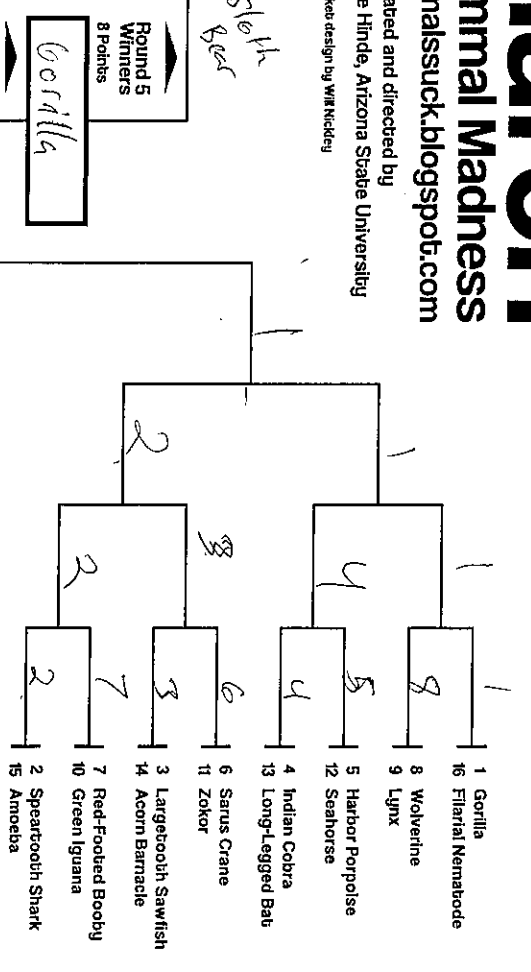 mmal Madness
nalssuck.blogspot.com
ated and directed by
e Hinde, Arizona State University
ket design by Will Nickley
Sloth
Bear
Round 5
Winners
8 Points
Gorilla
1
1
2
1
4
3
2
1
8
5
4
6
3
7
2
1 Gorilla
16 Filarial Nematode
8 Wolverine
9 Lynx
5 Harbor Porpoise
12 Seahorse
4 Indian Cobra
13 Long-Legged Bat
6 Sarus Crane
11 Zokor
3 Largetooth Sawfish
14 Acorn Barnacle
7 Red-Footed Booby
10 Green Iguana
2 Speartooth Shark
15 Amoeba